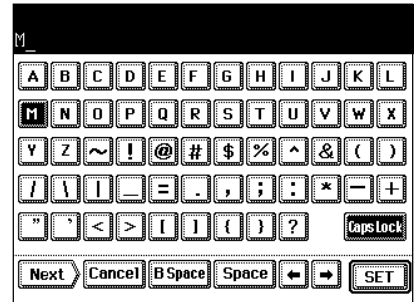 M_
A B C D E F G H I J K L
M N O P Q R S T U V W X
Y Z ~ ! @ # $ % ^ & ( )
/ \ | _ = . , ; : * - +
" ' < > [ ] { } ? Caps Lock
Next Cancel B Space Space ← → SET